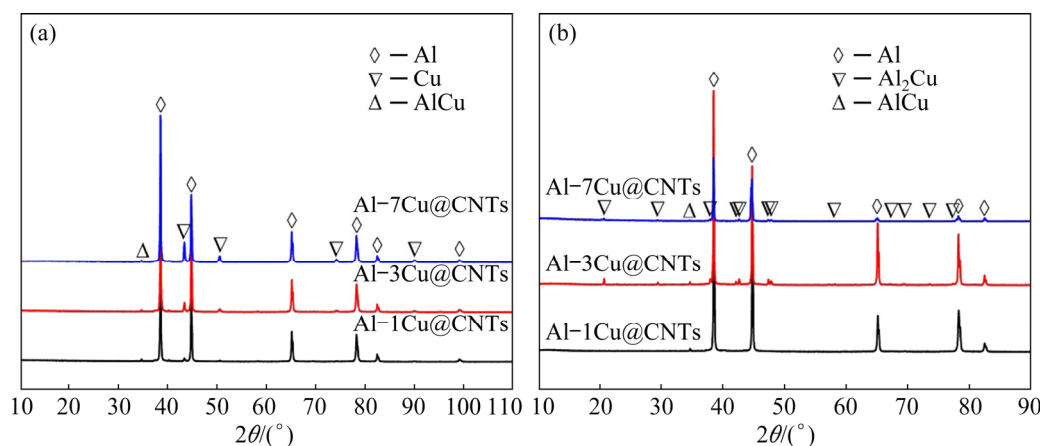 (a)
◇ — Al
▽ — Cu
△ — AlCu
Al−7Cu@CNTs
Al−3Cu@CNTs
Al−1Cu@CNTs
10 20 30 40 50 60 70 80 90 100 110
2θ/(°)
(b)
◇ — Al
▽ — Al₂Cu
△ — AlCu
Al−7Cu@CNTs
Al−3Cu@CNTs
Al−1Cu@CNTs
10 20 30 40 50 60 70 80 90
2θ/(°)